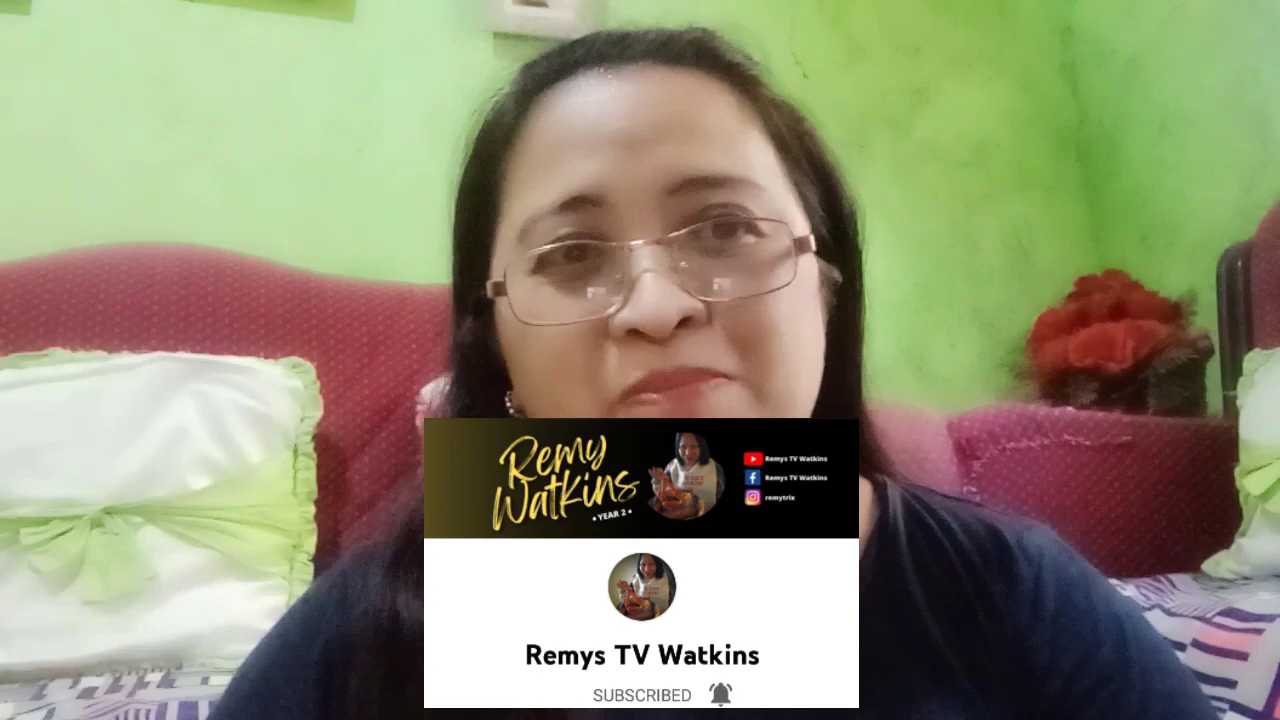 Remy
Watkins
• YEAR 2 •
Remys TV Watkins
Remys TV Watkins
remytrix
Remys TV Watkins
SUBSCRIBED